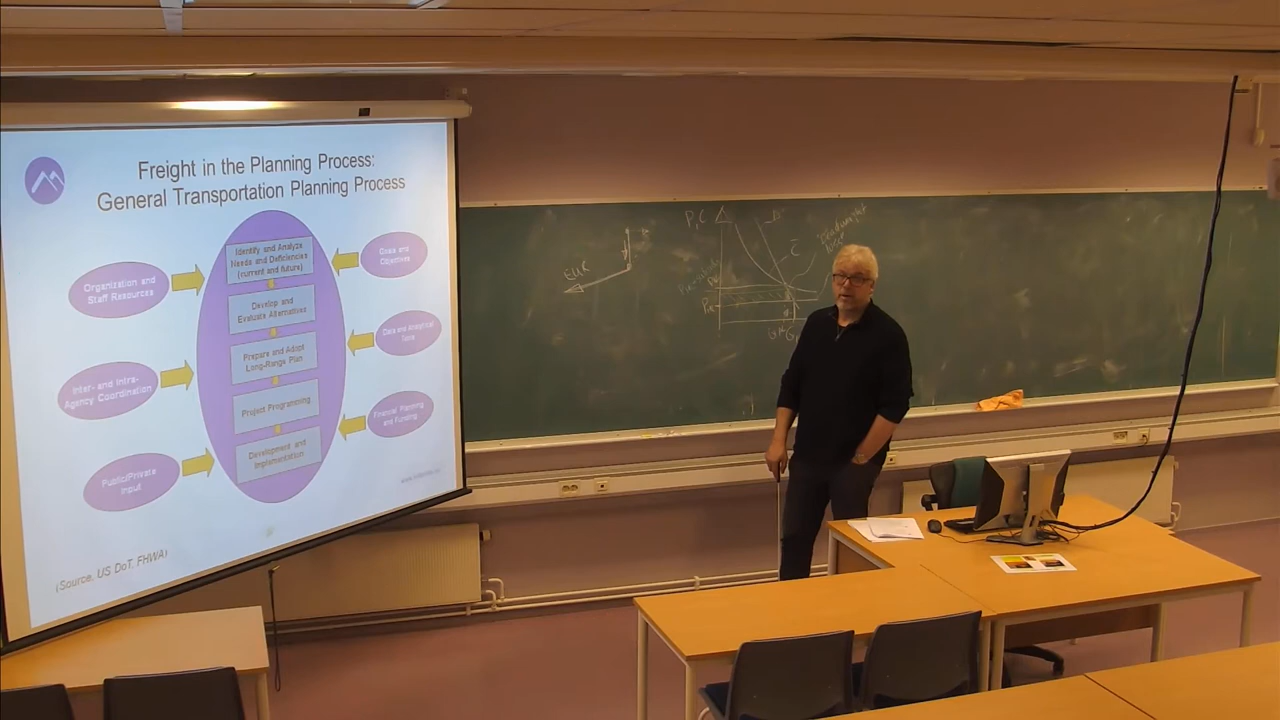 Freight in the Planning Process:
General Transportation Planning Process
Identify and Analyze
Needs and Deficiencies
(current and future)
Develop and
Evaluate Alternatives
Prepare and Adopt
Long-Range Plan
Project Programming
Development and
Implementation
Organization and
Staff Resources
Inter- and Intra-
Agency Coordination
Public/Private
Input
Goals and
Objectives
Data and Analytical
Tools
Financial Planning
and Funding
(Source, US DoT, FHWA)
EUR
P,C
D